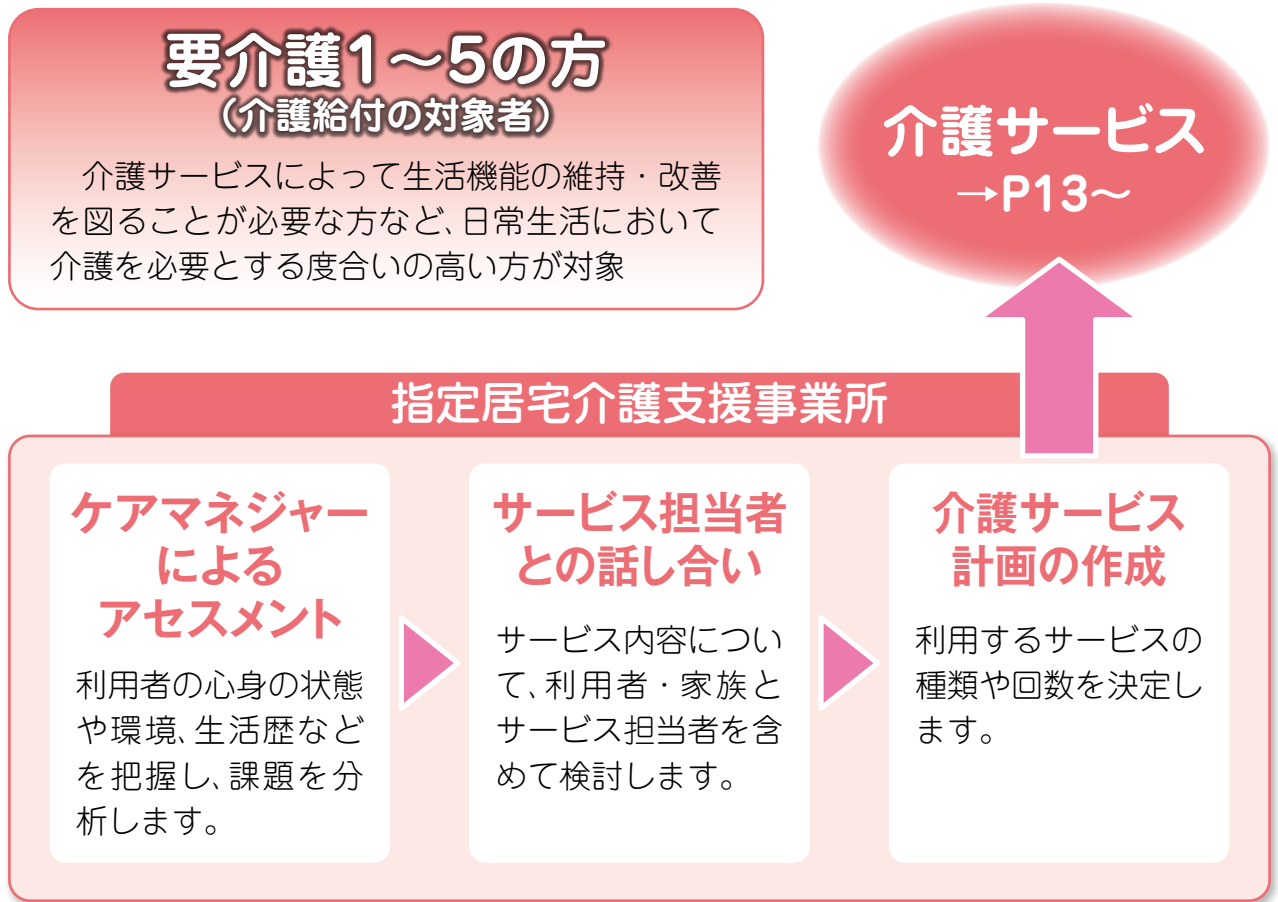 要介護1～5の方
（介護給付の対象者）
介護サービスによって生活機能の維持・改善
を図ることが必要な方など、日常生活において
介護を必要とする度合いの高い方が対象
介護サービス
→P13～
指定居宅介護支援事業所
ケアマネジャー
による
アセスメント
利用者の心身の状態
や環境、生活歴など
を把握し、課題を分
析します。
サービス担当者
との話し合い
サービス内容につい
て、利用者・家族と
サービス担当者を含
めて検討します。
介護サービス
計画の作成
利用するサービスの
種類や回数を決定し
ます。